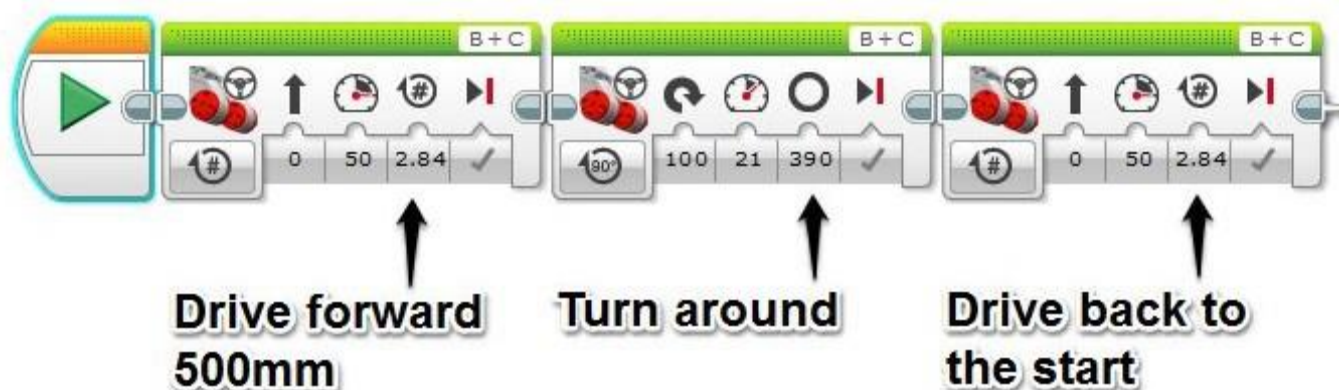 B+C B+C B+C
# # 
0 50 2.84 100 21 390 0 50 2.84
# 90° #
Drive forward Turn around Drive back to
500mm the start